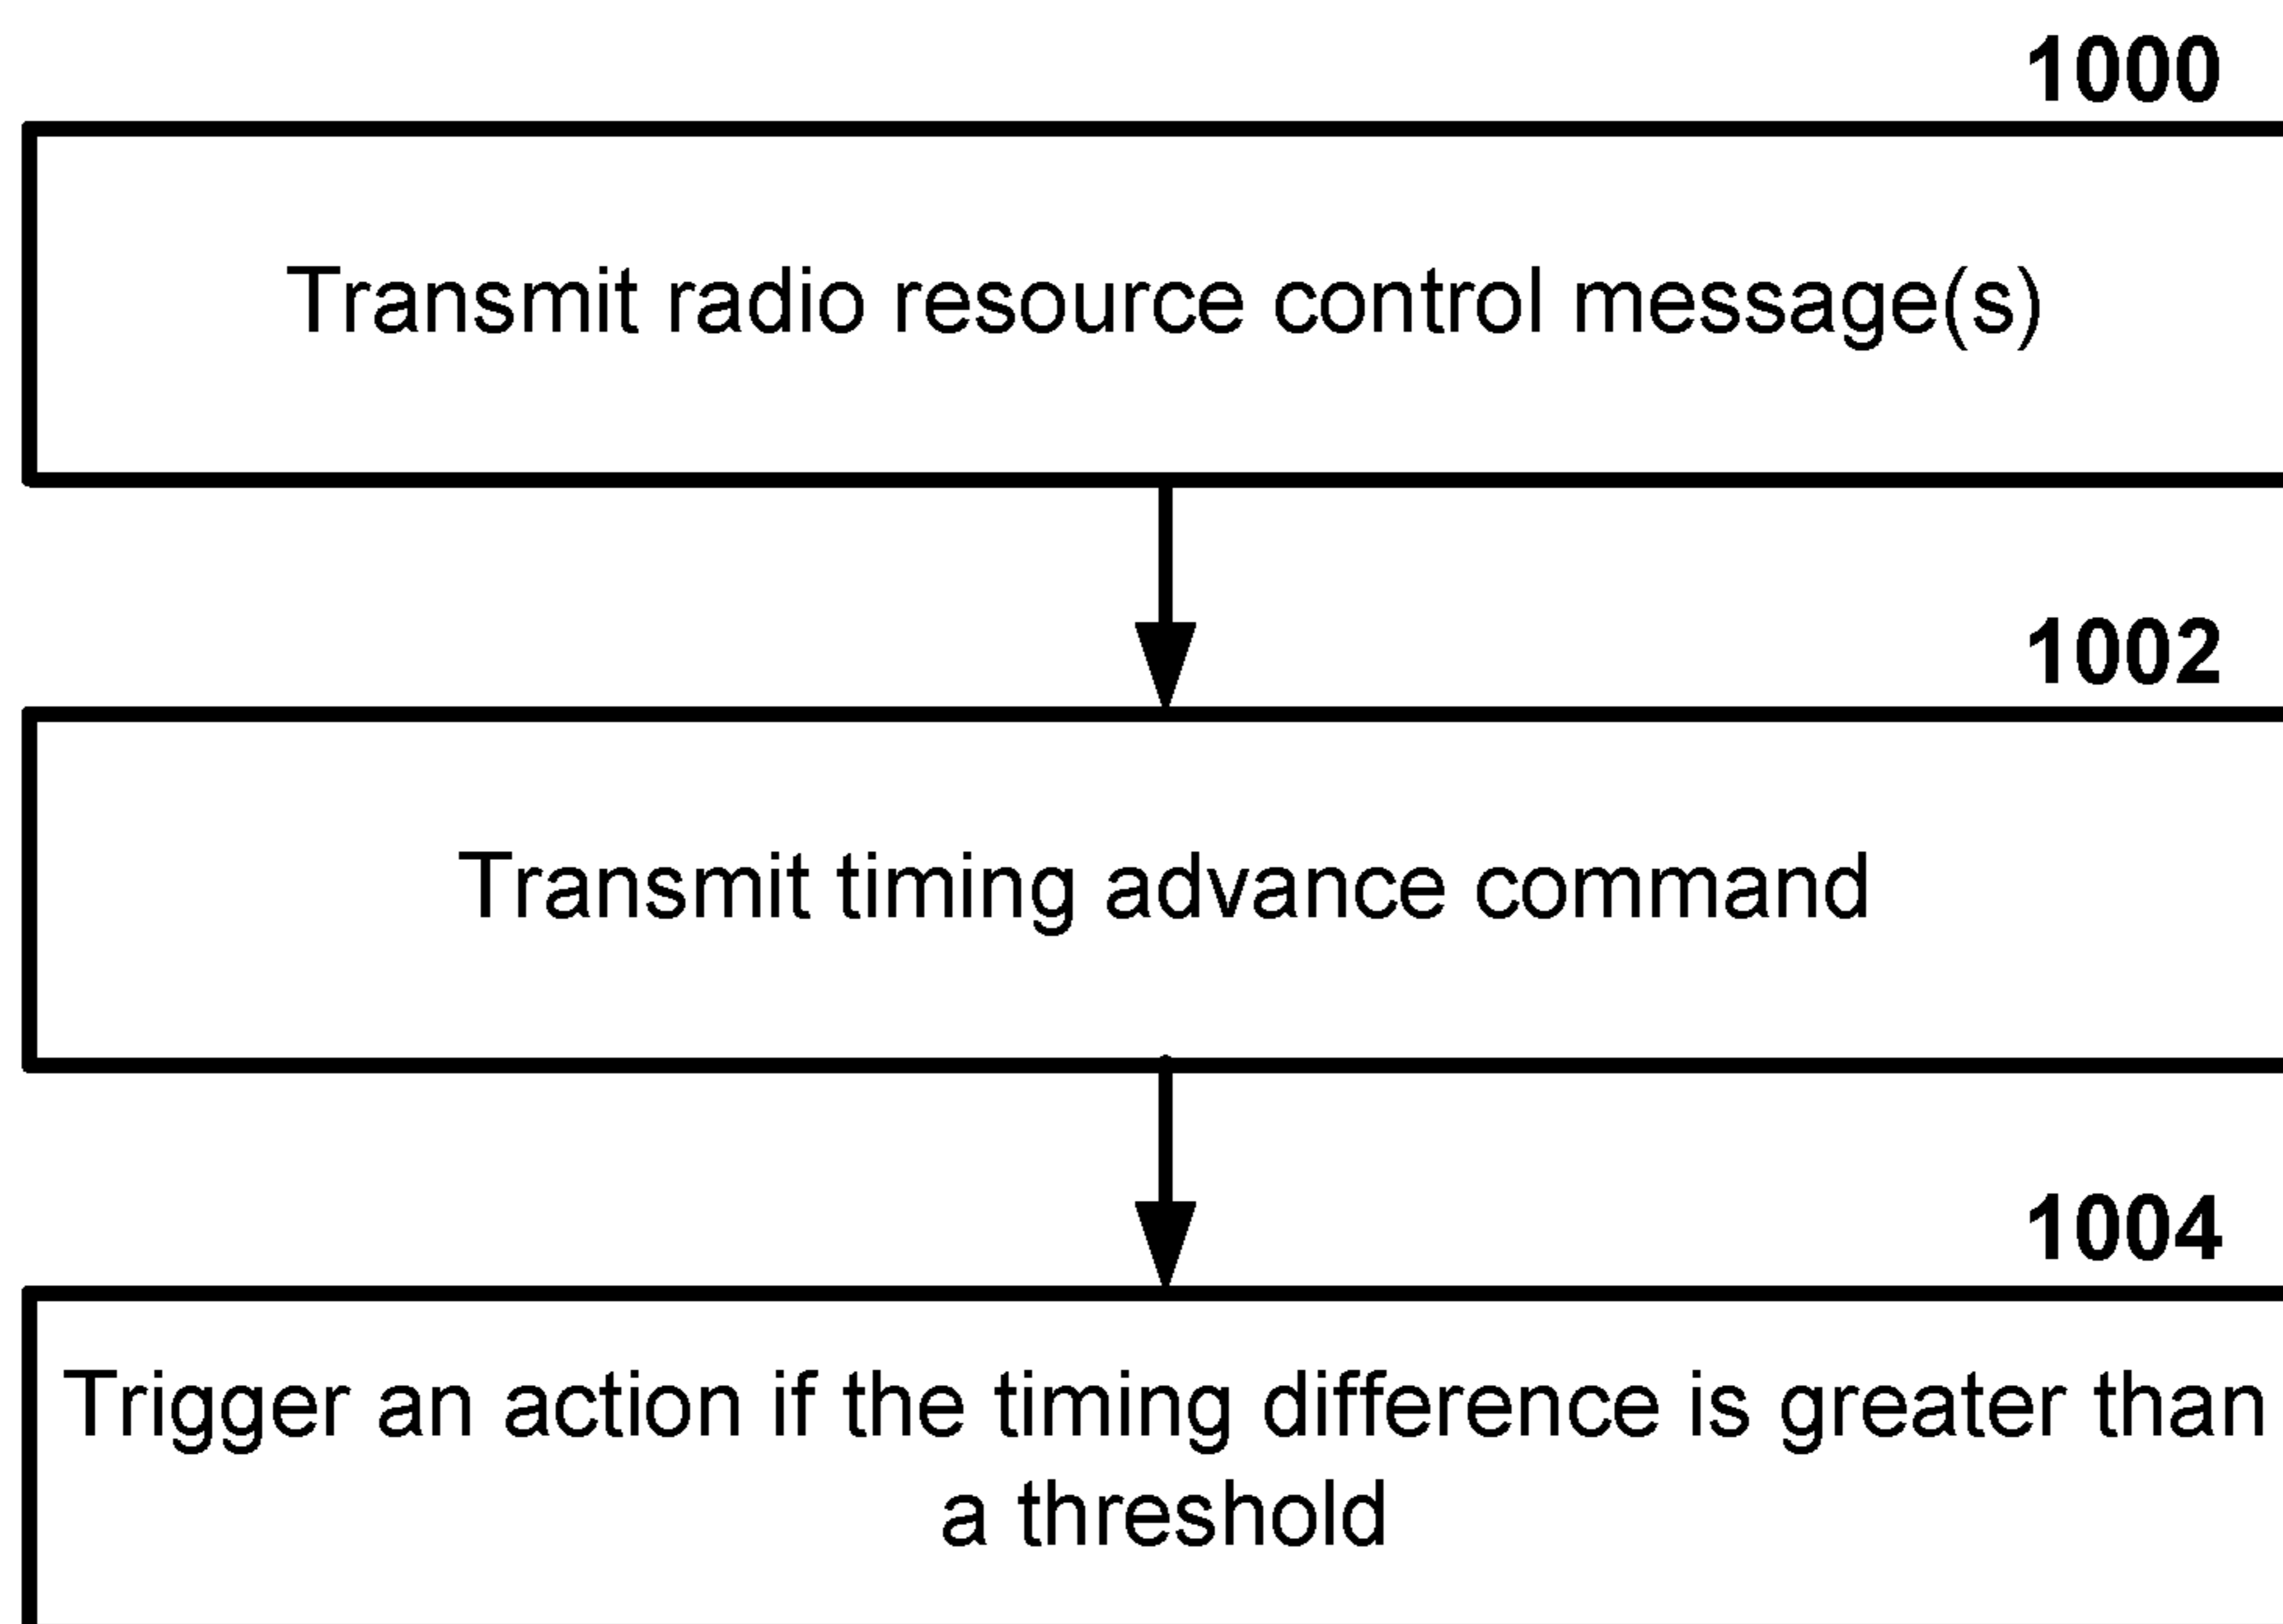 1000
Transmit radio resource control message(s)
1002
Transmit timing advance command
1004
Trigger an action if the timing difference is greater than
a threshold